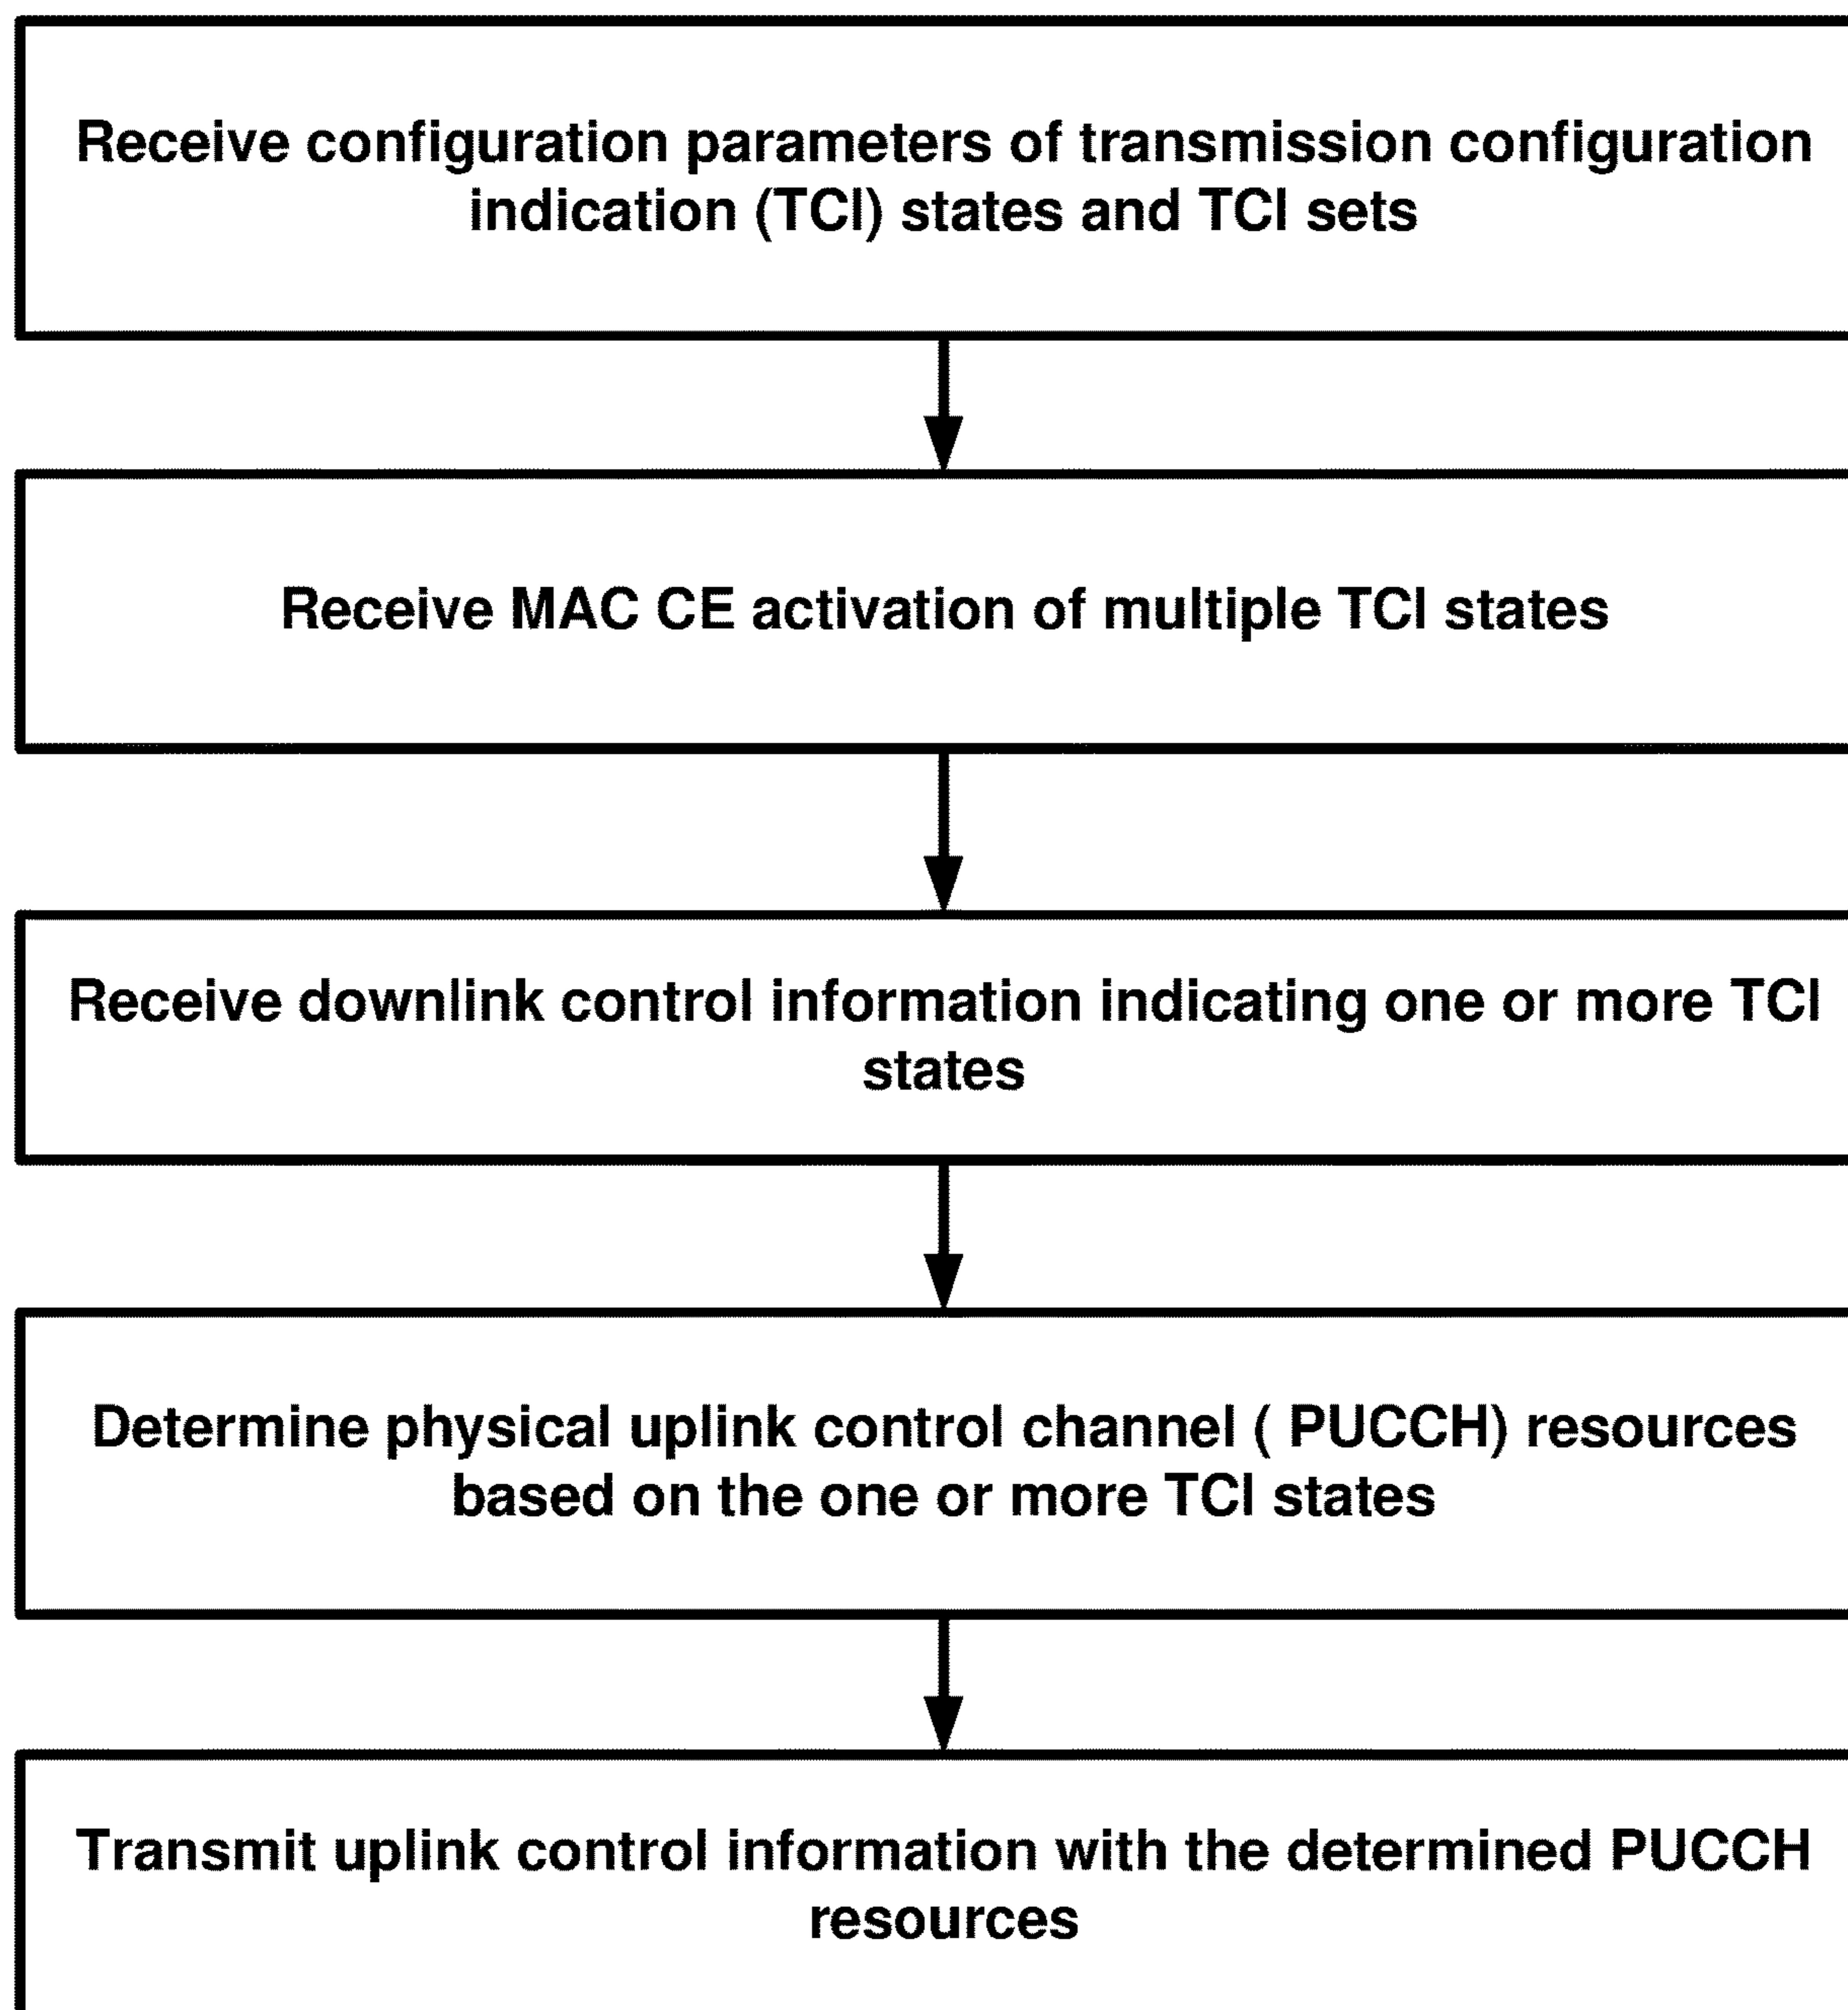 Receive configuration parameters of transmission configuration
indication (TCI) states and TCI sets
Receive MAC CE activation of multiple TCI states
Receive downlink control information indicating one or more TCI
states
Determine physical uplink control channel ( PUCCH) resources
based on the one or more TCI states
Transmit uplink control information with the determined PUCCH
resources